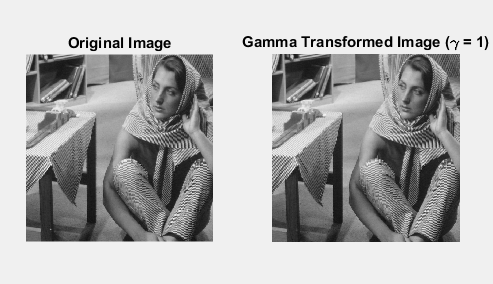 Original Image
Gamma Transformed Image (γ = 1)